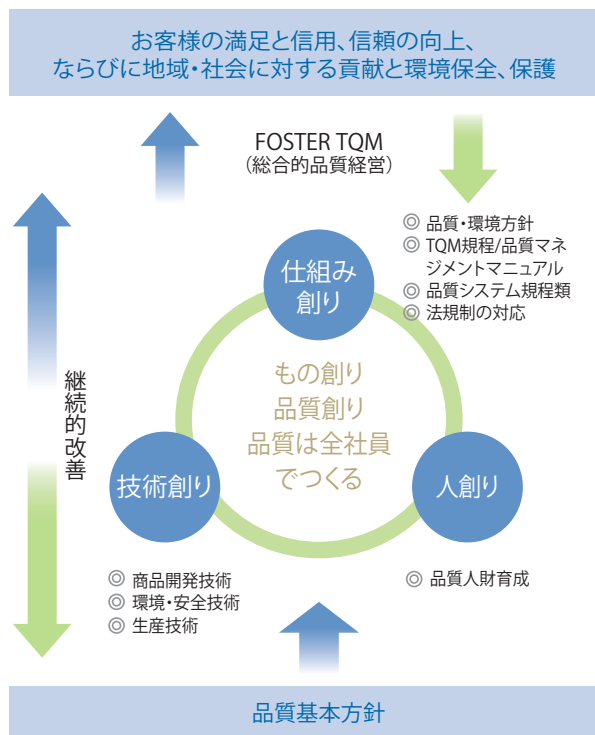 お客様の満足と信用、信頼の向上、
ならびに地域・社会に対する貢献と環境保全、保護
FOSTER TQM
（総合的品質経営）
◎ 品質・環境方針
◎ TQM規程/品質マネ
ジメントマニュアル
◎ 品質システム規程類
◎ 法規制の対応
仕組み
創り
継続的改善
もの創り
品質創り
品質は全社員
でつくる
技術創り
人創り
◎ 商品開発技術
◎ 環境・安全技術
◎ 生産技術
◎ 品質人財育成
品質基本方針